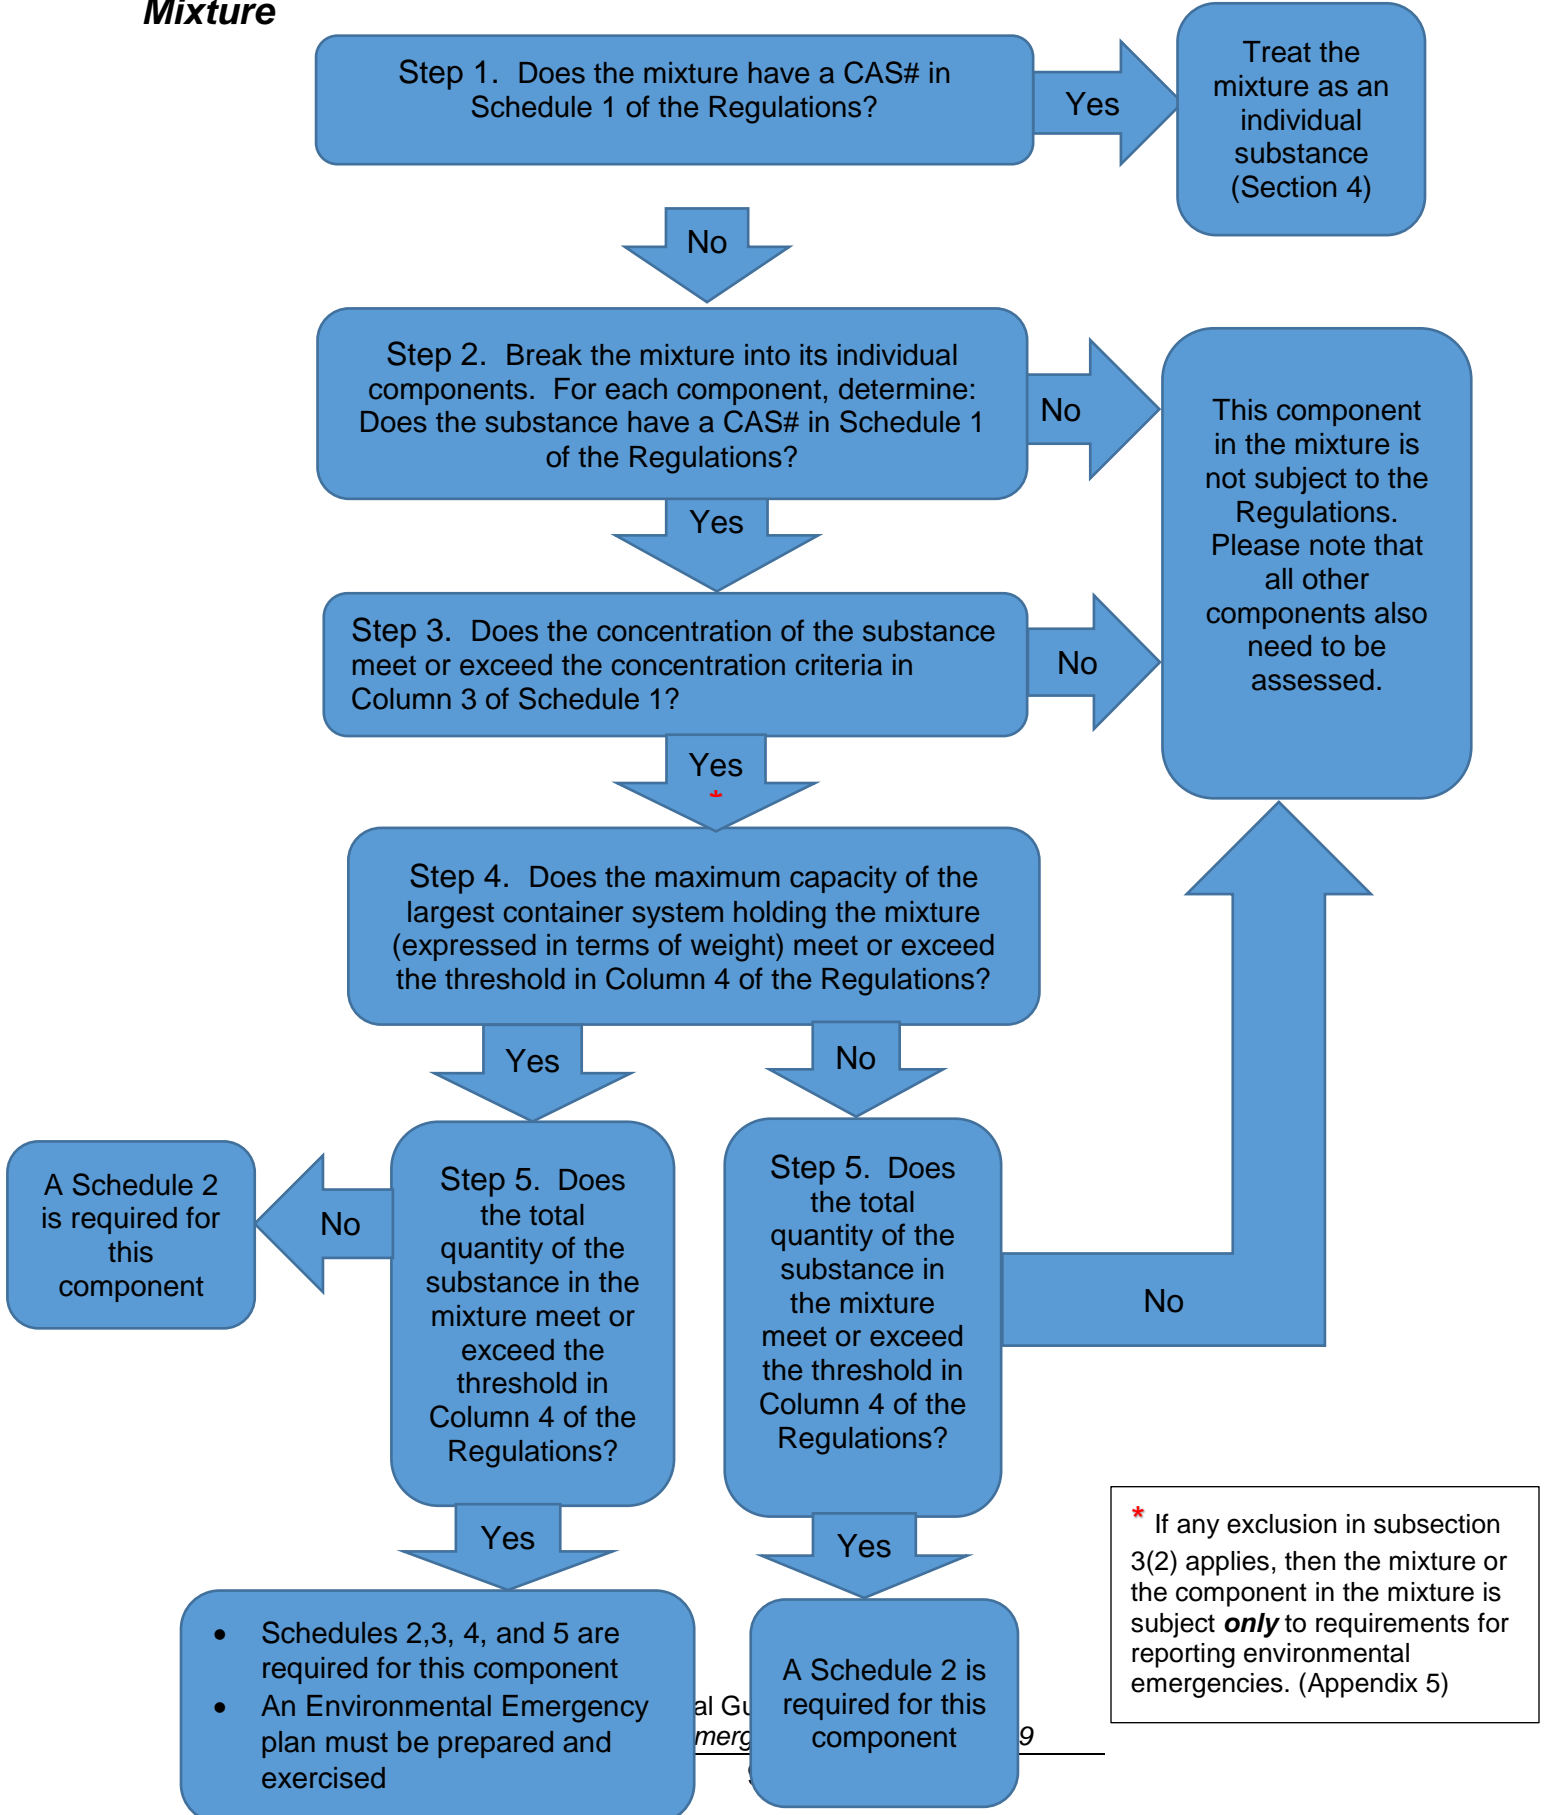 Mixture
Step 1. Does the mixture have a CAS# in
Schedule 1 of the Regulations?
Yes
Treat the
mixture as an
individual
substance
(Section 4)
No
Step 2. Break the mixture into its individual
components. For each component, determine:
Does the substance have a CAS# in Schedule 1
of the Regulations?
No
This component
in the mixture is
not subject to the
Regulations.
Please note that
all other
components also
need to be
assessed.
Yes
Step 3. Does the concentration of the substance
meet or exceed the concentration criteria in
Column 3 of Schedule 1?
No
Yes
Step 4. Does the maximum capacity of the
largest container system holding the mixture
(expressed in terms of weight) meet or exceed
the threshold in Column 4 of the Regulations?
Yes
No
Step 5. Does
the total
quantity of the
substance in the
mixture meet or
exceed the
threshold in
Column 4 of the
Regulations?
No
A Schedule 2
is required for
this
component
Step 5. Does
the total
quantity of the
substance in
the mixture
meet or exceed
the threshold in
Column 4 of the
Regulations?
No
Yes
Yes
• Schedules 2,3, 4, and 5 are
required for this component
• An Environmental Emergency
plan must be prepared and
exercised
A Schedule 2 is
required for this
component
* If any exclusion in subsection
3(2) applies, then the mixture or
the component in the mixture is
subject only to requirements for
reporting environmental
emergencies. (Appendix 5)
al Gu
merg
9